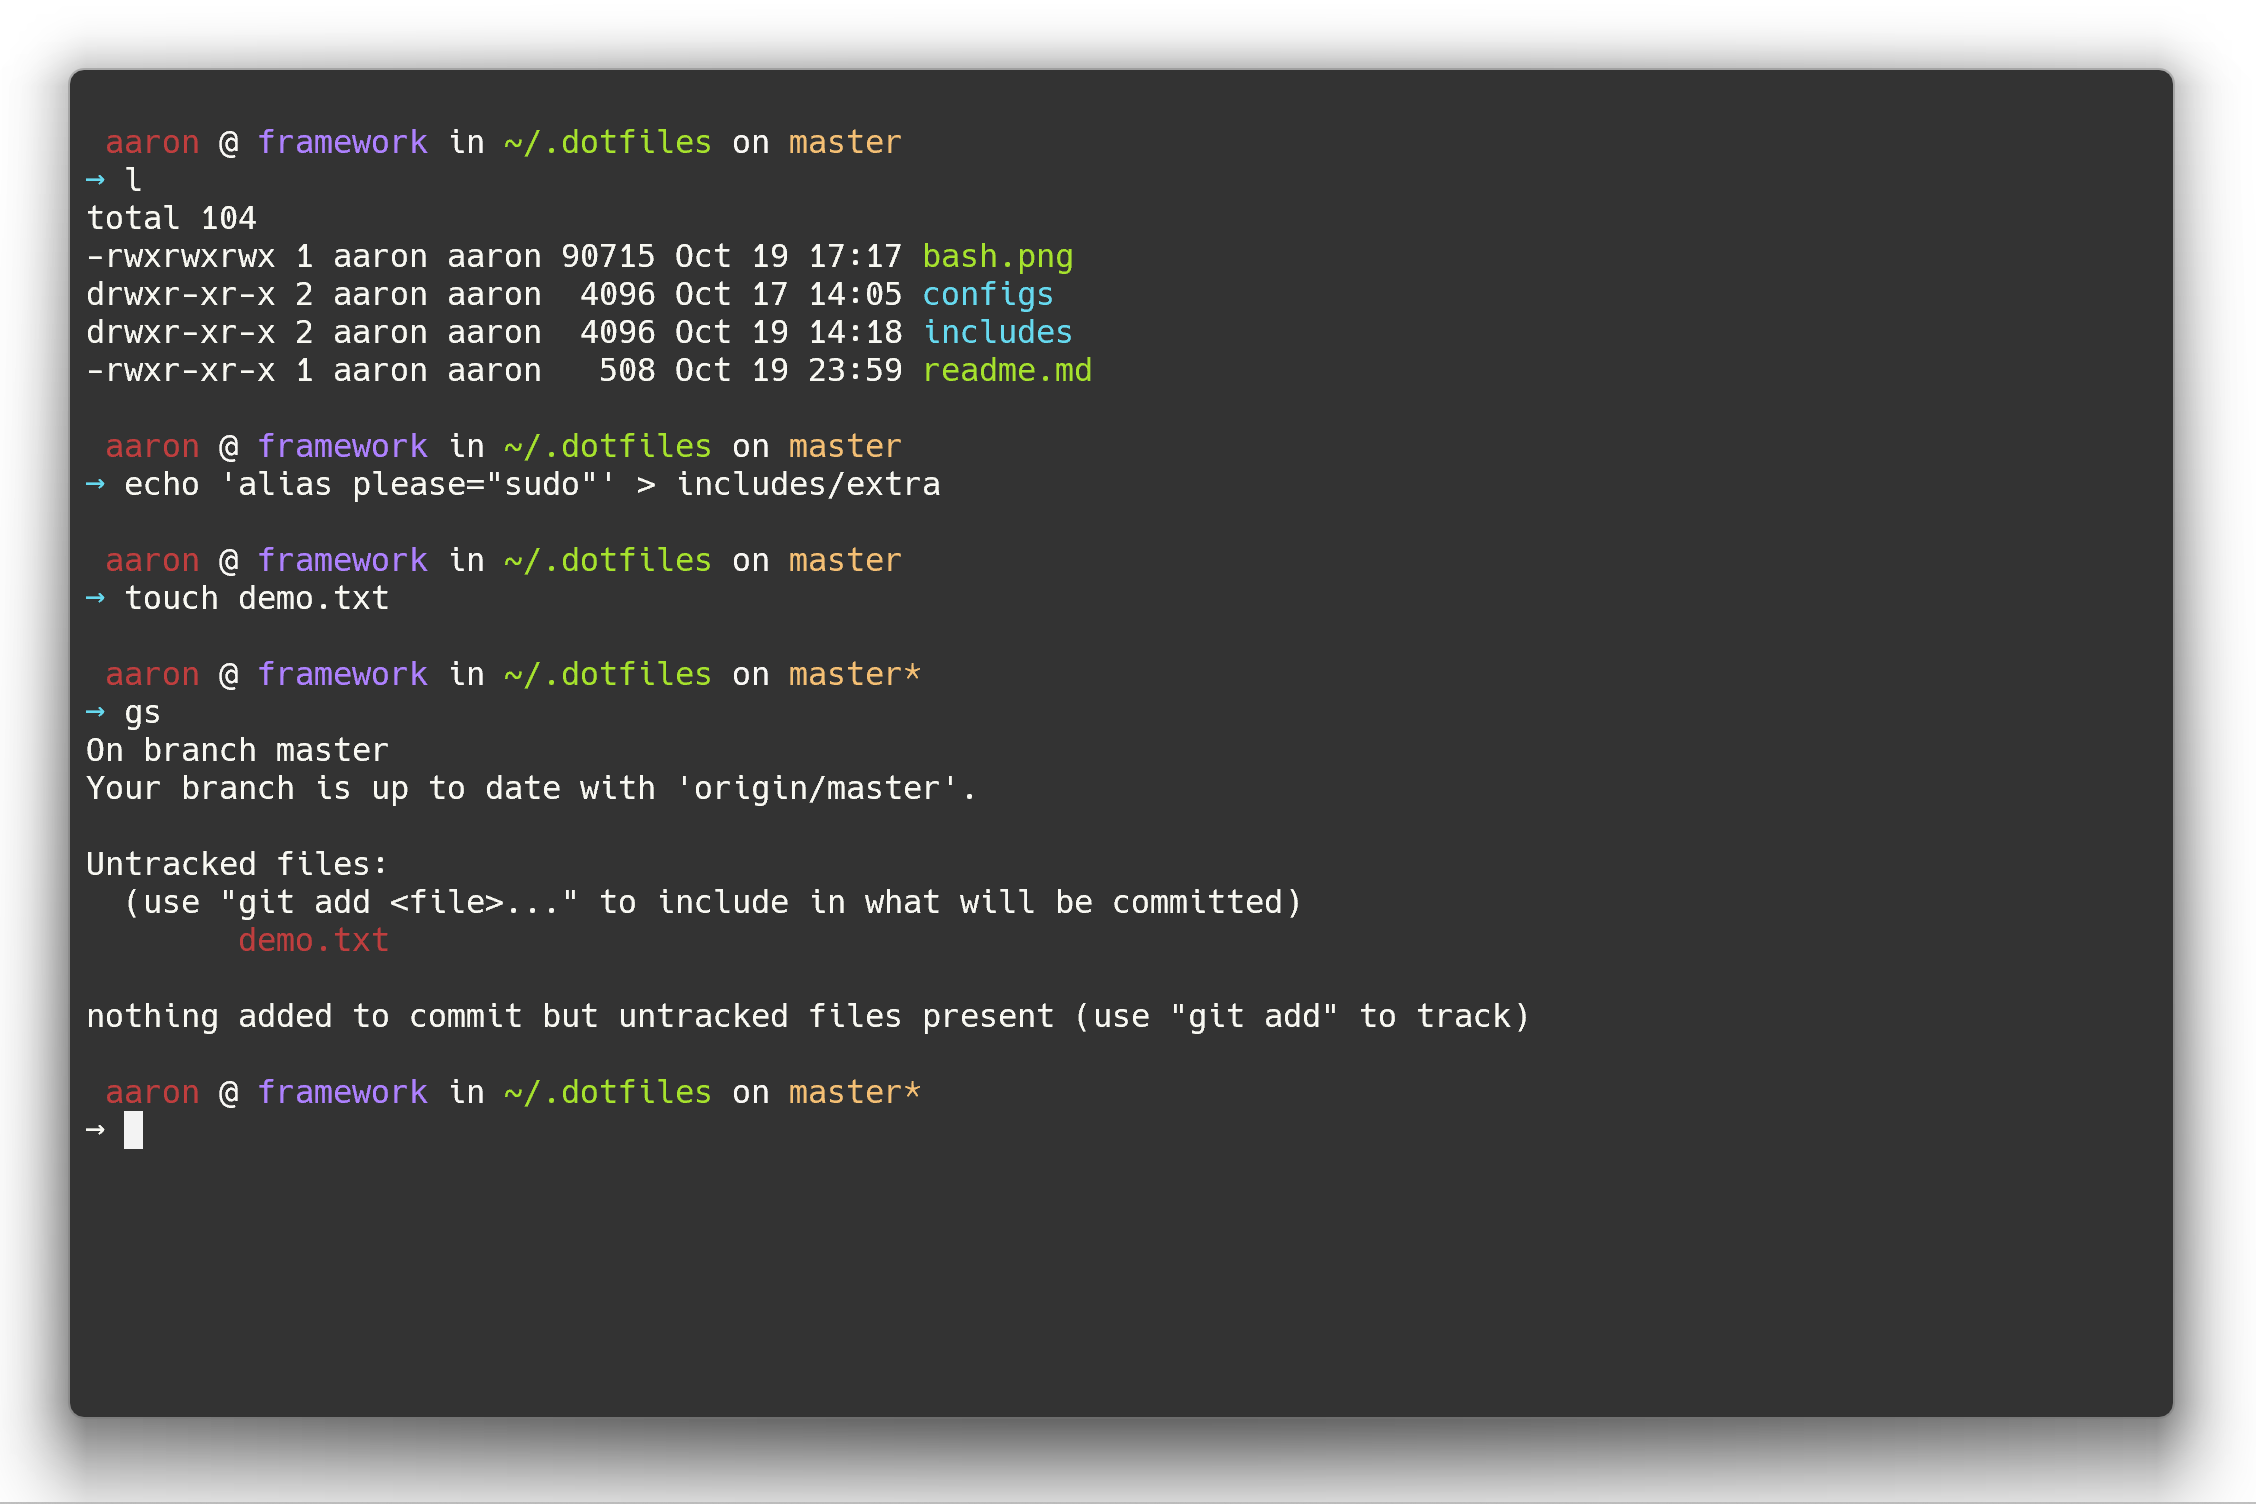 aaron @ framework in ~/.dotfiles on master
→ l
total 104
-rwxrwxrwx 1 aaron aaron 90715 Oct 19 17:17 bash.png
drwxr-xr-x 2 aaron aaron  4096 Oct 17 14:05 configs
drwxr-xr-x 2 aaron aaron  4096 Oct 19 14:18 includes
-rwxr-xr-x 1 aaron aaron   508 Oct 19 23:59 readme.md
aaron @ framework in ~/.dotfiles on master
→ echo 'alias please="sudo"' > includes/extra
aaron @ framework in ~/.dotfiles on master
→ touch demo.txt
aaron @ framework in ~/.dotfiles on master*
→ gs
On branch master
Your branch is up to date with 'origin/master'.
Untracked files:
  (use "git add <file>..." to include in what will be committed)
        demo.txt
nothing added to commit but untracked files present (use "git add" to track)
aaron @ framework in ~/.dotfiles on master*
→